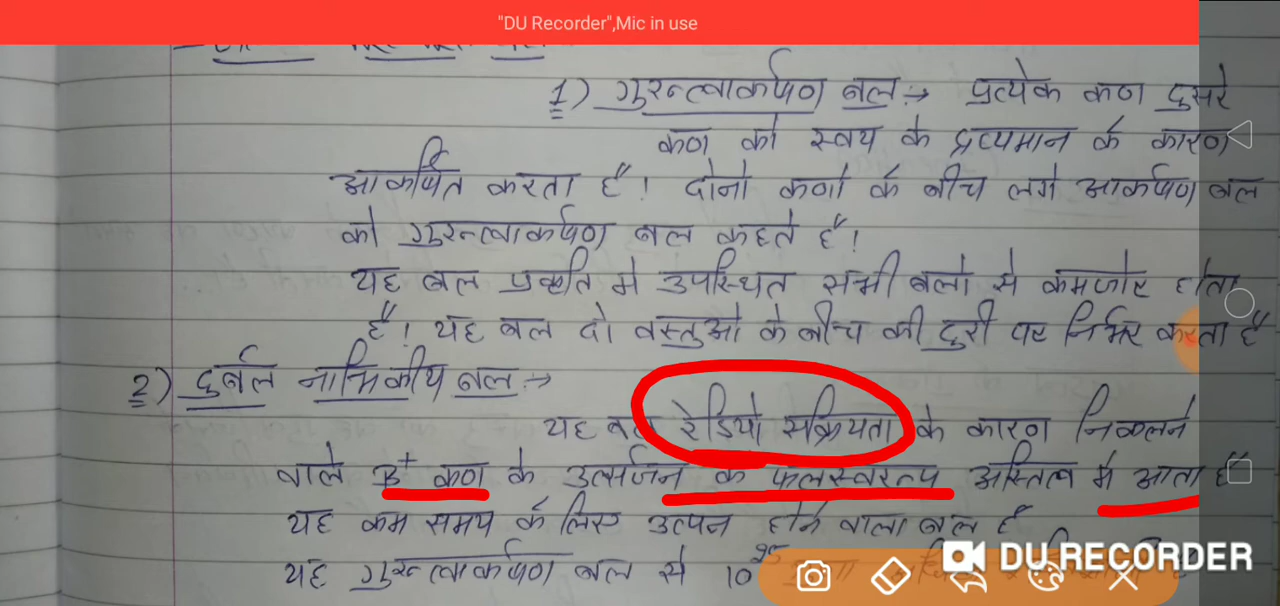 "DU Recorder",Mic in use
1) गुरुत्वाकर्षण बल :→ प्रत्येक कण दुसरे
कण को स्वय के द्रव्यमान के कारण
आकर्षित करता है। दोनो कणो के बीच लगे आकर्षण बल
को गुरुत्वाकर्षण बल कहते है।
यह बल प्रकृति मे उपस्थित सभी बलो से कमजोर होता
है। यह बल दो वस्तुओ के बीच की दुरी पर निर्भर करता है
2) दुर्बल नाभिकीय बल :→
यह बल रेडियो सक्रियता के कारण निकलने
वाले B⁺ कण के उत्सर्जन के फलस्वरूप अस्तित्व मे आता है
यह कम समय के लिए उत्पन होने वाला बल है
यह गुरुत्वाकर्षण बल से 10²⁵
DU RECORDER